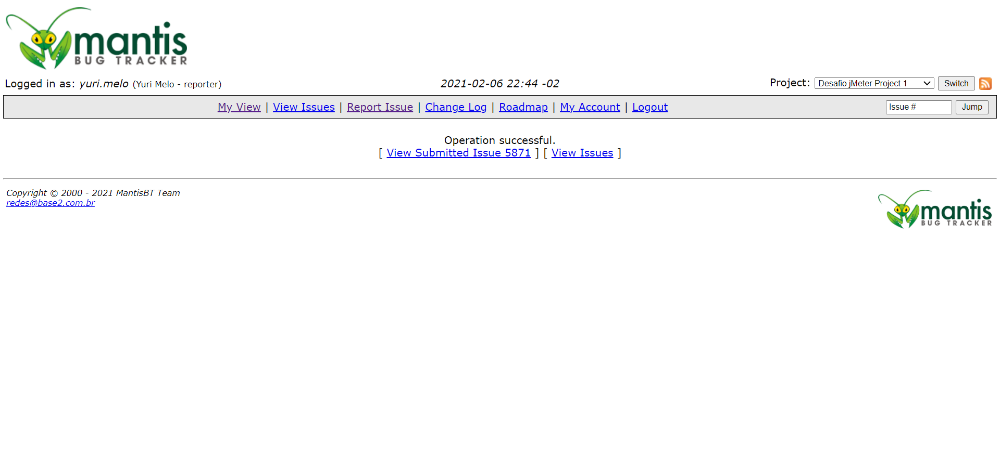 mantis
BUG TRACKER
Logged in as: yuri.melo (Yuri Melo - reporter)
2021-02-06 22:44 -02
Project: Desafio jMeter Project 1 Switch
My View | View Issues | Report Issue | Change Log | Roadmap | My Account | Logout
Issue # Jump
Operation successful.
[ View Submitted Issue 5871 ] [ View Issues ]
Copyright © 2000 - 2021 MantisBT Team
redes@base2.com.br
mantis
BUG TRACKER